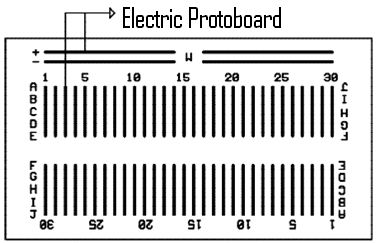 Electric Protoboard
+
– W
1 5 10 15 20 25 30
A J
B I
C H
D G
E F
F E
G D
H C
I B
J A
30 25 20 15 10 5 1